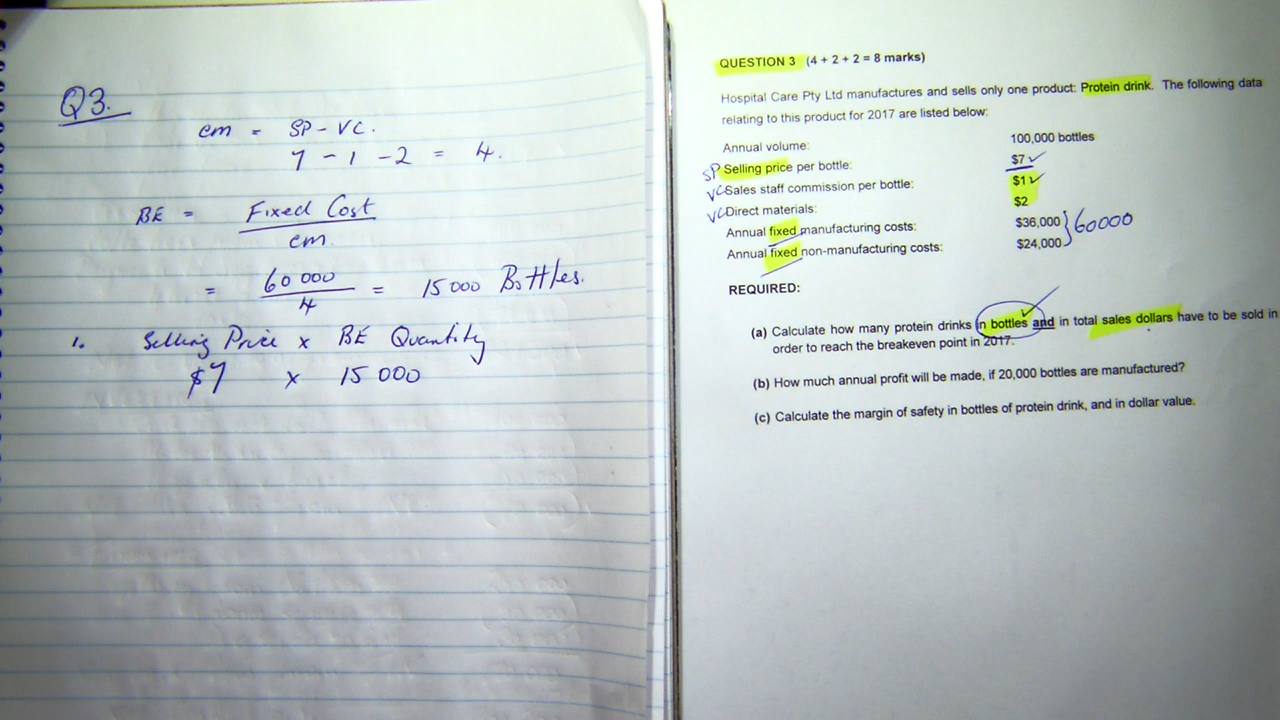 Q3.
cm = SP - VC.
7 - 1 - 2 = 4.
BE = Fixed Cost
cm.
= 60 000
4
= 15 000 Bottles.
1. Selling Price x BE Quantity
$7 x 15 000
QUESTION 3 (4 + 2 + 2 = 8 marks)
Hospital Care Pty Ltd manufactures and sells only one product: Protein drink. The following data
relating to this product for 2017 are listed below:
Annual volume: 100,000 bottles
SP Selling price per bottle: $7
VC Sales staff commission per bottle: $1
VC Direct materials: $2
Annual fixed manufacturing costs: $36,000
Annual fixed non-manufacturing costs: $24,000
} 60000
REQUIRED:
(a) Calculate how many protein drinks in bottles and in total sales dollars have to be sold in
order to reach the breakeven point in 2017.
(b) How much annual profit will be made, if 20,000 bottles are manufactured?
(c) Calculate the margin of safety in bottles of protein drink, and in dollar value.